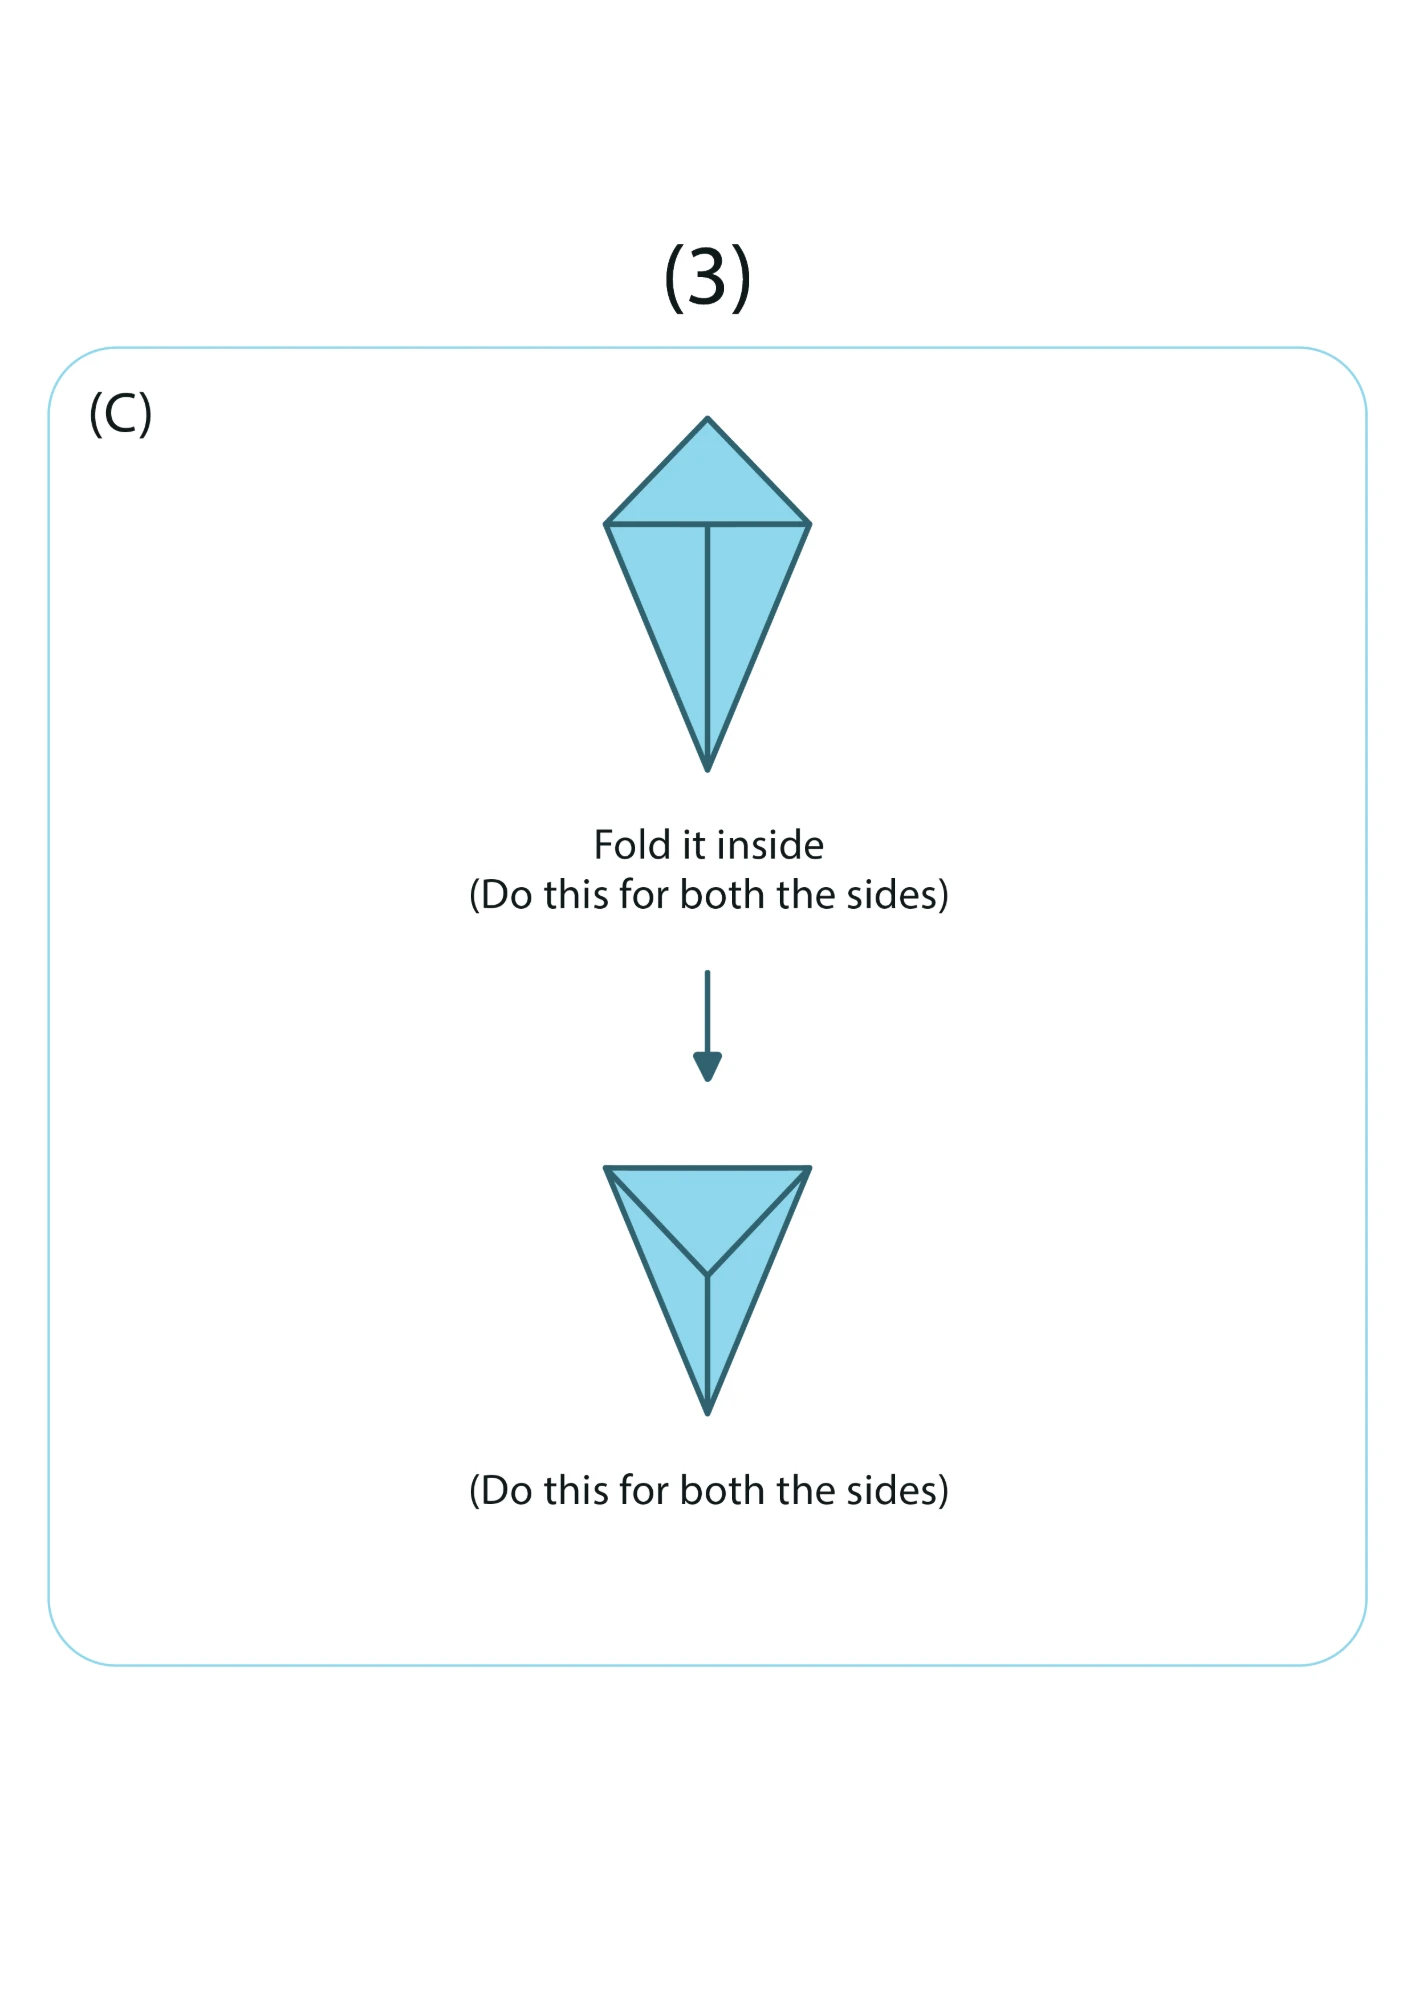 (3)
(C)
Fold it inside
(Do this for both the sides)
(Do this for both the sides)